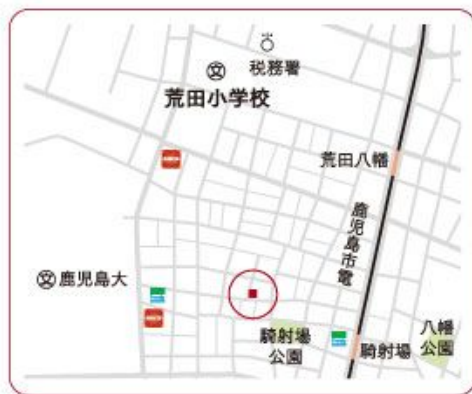 税務署
荒田小学校
荒田八幡
鹿児島市電
鹿児島大
騎射場
公園
騎射場
八幡
公園